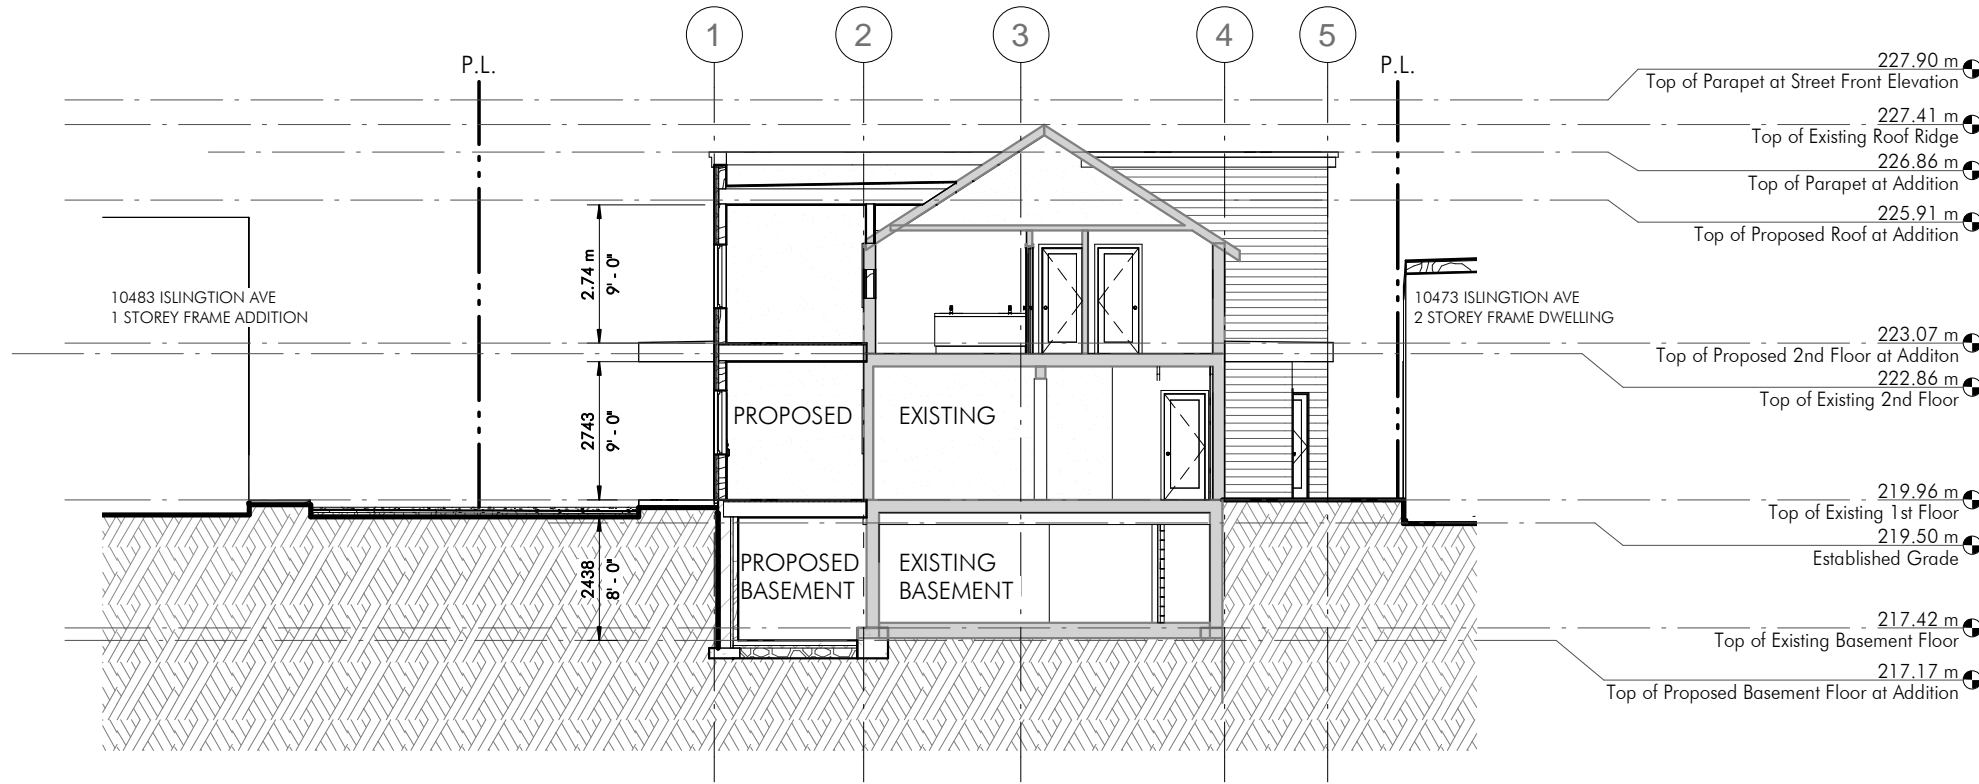 1 2 3 4 5
P.L.
P.L.
227.90 m
Top of Parapet at Street Front Elevation
227.41 m
Top of Existing Roof Ridge
226.86 m
Top of Parapet at Addition
225.91 m
Top of Proposed Roof at Addition
2.74 m
9' - 0"
10483 ISLINGTION AVE
1 STOREY FRAME ADDITION
10473 ISLINGTION AVE
2 STOREY FRAME DWELLING
223.07 m
Top of Proposed 2nd Floor at Additon
222.86 m
Top of Existing 2nd Floor
2743
9' - 0"
PROPOSED
EXISTING
219.96 m
Top of Existing 1st Floor
219.50 m
Established Grade
2438
8' - 0"
PROPOSED
BASEMENT
EXISTING
BASEMENT
217.42 m
Top of Existing Basement Floor
217.17 m
Top of Proposed Basement Floor at Addition